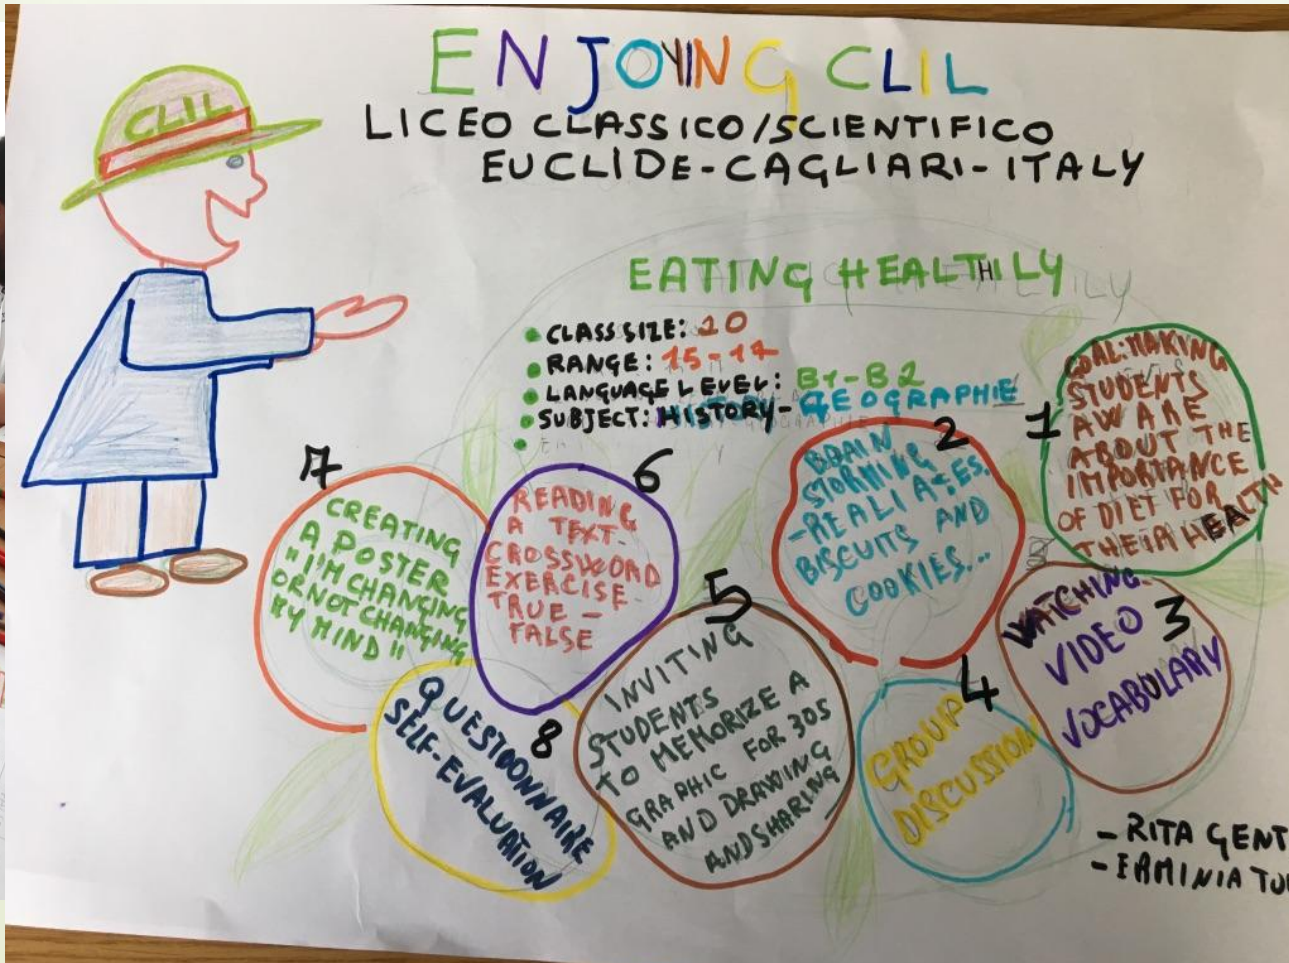 ENJOYING CLIL
LICEO CLASSICO/SCIENTIFICO
EUCLIDE-CAGLIARI-ITALY
CLIL
EATING HEALTHILY
CLASS SIZE: 20
RANGE: 15-17
LANGUAGE LEVEL: B1-B2
SUBJECT: HISTORY-GEOGRAPHIE
1
GOAL: MAKING
STUDENTS
AWARE
ABOUT THE
IMPORTANCE
OF DIET FOR
THEIR HEALTH
2
BRAIN
STORMING
-REALIA
BISCUITS AND
COOKIES...
3
WATCHING
VIDEO
VOCABULARY
4
GROUP
DISCUSSION
5
INVITING
STUDENTS
TO MEMORIZE A
GRAPHIC FOR 30S
AND DRAWING
AND SHARING
6
READING
A TEXT-
CROSSWORD
EXERCISE-
TRUE-
FALSE
7
CREATING
A POSTER
"I'M CHANGING
OR NOT CHANGING
MY MIND"
8
QUESTIONNAIRE
SELF-EVALUATION
- RITA GENT
- ERMINIA TU